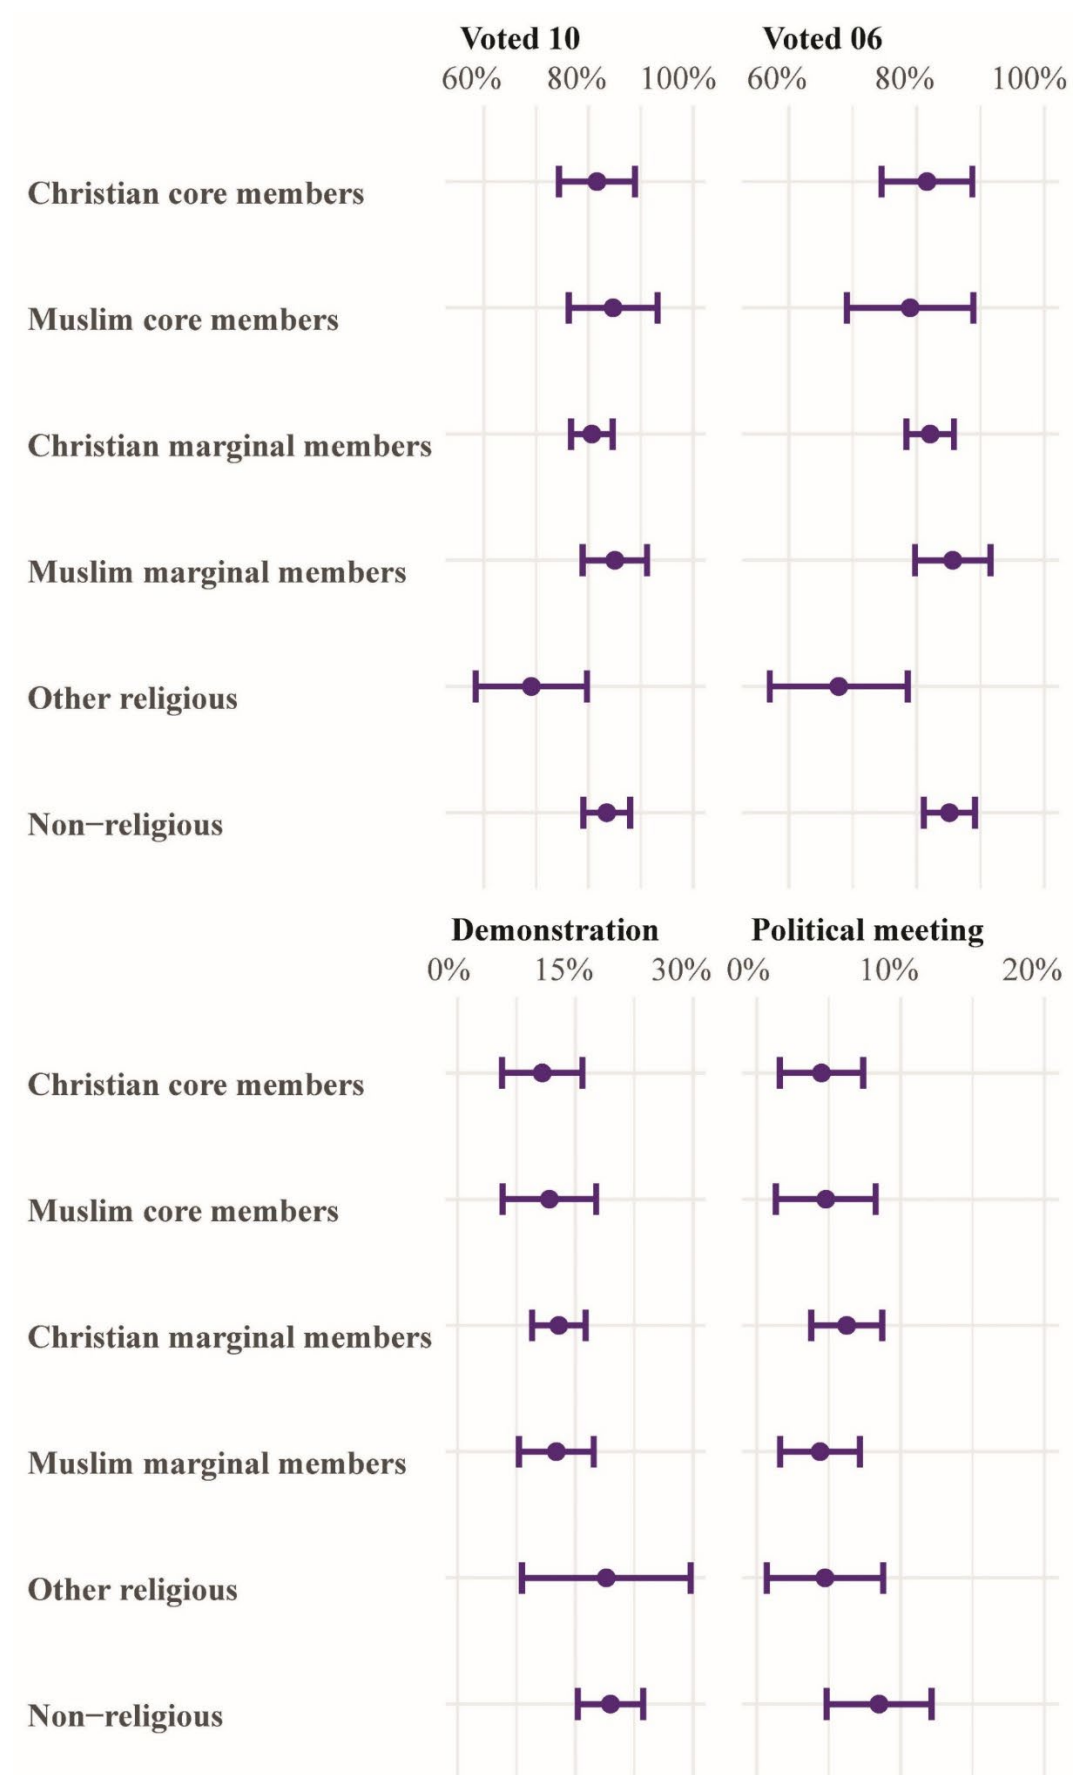 Voted 10 Voted 06
60% 80% 100% 60% 80% 100%
Christian core members
Muslim core members
Christian marginal members
Muslim marginal members
Other religious
Non−religious
Demonstration Political meeting
0% 15% 30% 0% 10% 20%
Christian core members
Muslim core members
Christian marginal members
Muslim marginal members
Other religious
Non−religious